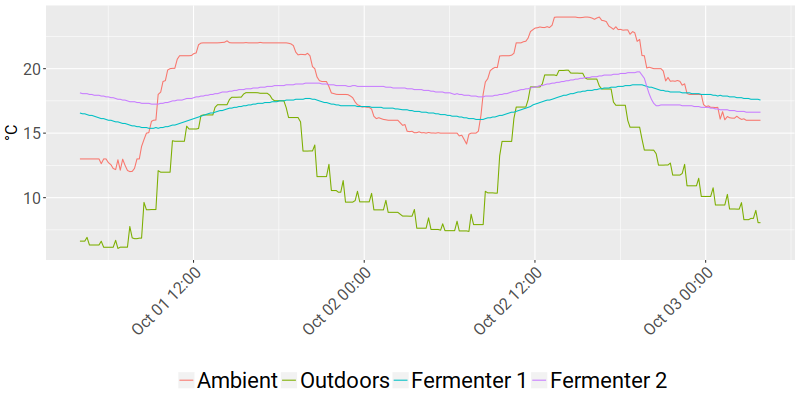 °C
20
15
10
Oct 01 12:00
Oct 02 00:00
Oct 02 12:00
Oct 03 00:00
Ambient Outdoors Fermenter 1 Fermenter 2